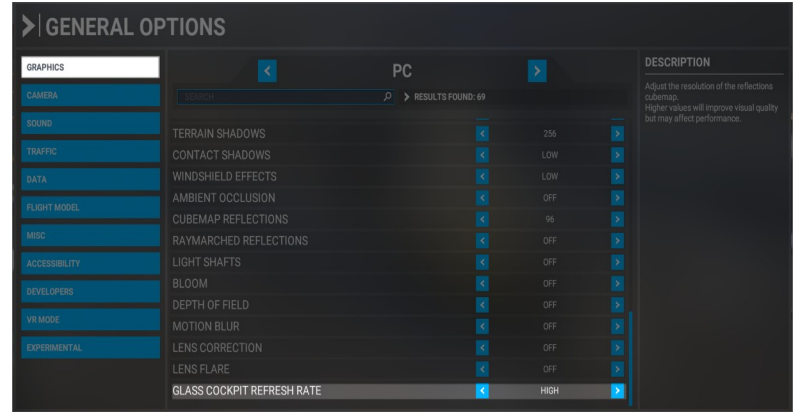 GENERAL OPTIONS
GRAPHICS
CAMERA
SOUND
TRAFFIC
DATA
FLIGHT MODEL
MISC
ACCESSIBILITY
DEVELOPERS
VR MODE
EXPERIMENTAL
PC
SEARCH
RESULTS FOUND: 69
TERRAIN SHADOWS 256
CONTACT SHADOWS LOW
WINDSHIELD EFFECTS LOW
AMBIENT OCCLUSION OFF
CUBEMAP REFLECTIONS 96
RAYMARCHED REFLECTIONS OFF
LIGHT SHAFTS OFF
BLOOM OFF
DEPTH OF FIELD OFF
MOTION BLUR OFF
LENS CORRECTION OFF
LENS FLARE OFF
GLASS COCKPIT REFRESH RATE HIGH
DESCRIPTION
Adjust the resolution of the reflections
cubemap.
Higher values will improve visual quality
but may affect performance.